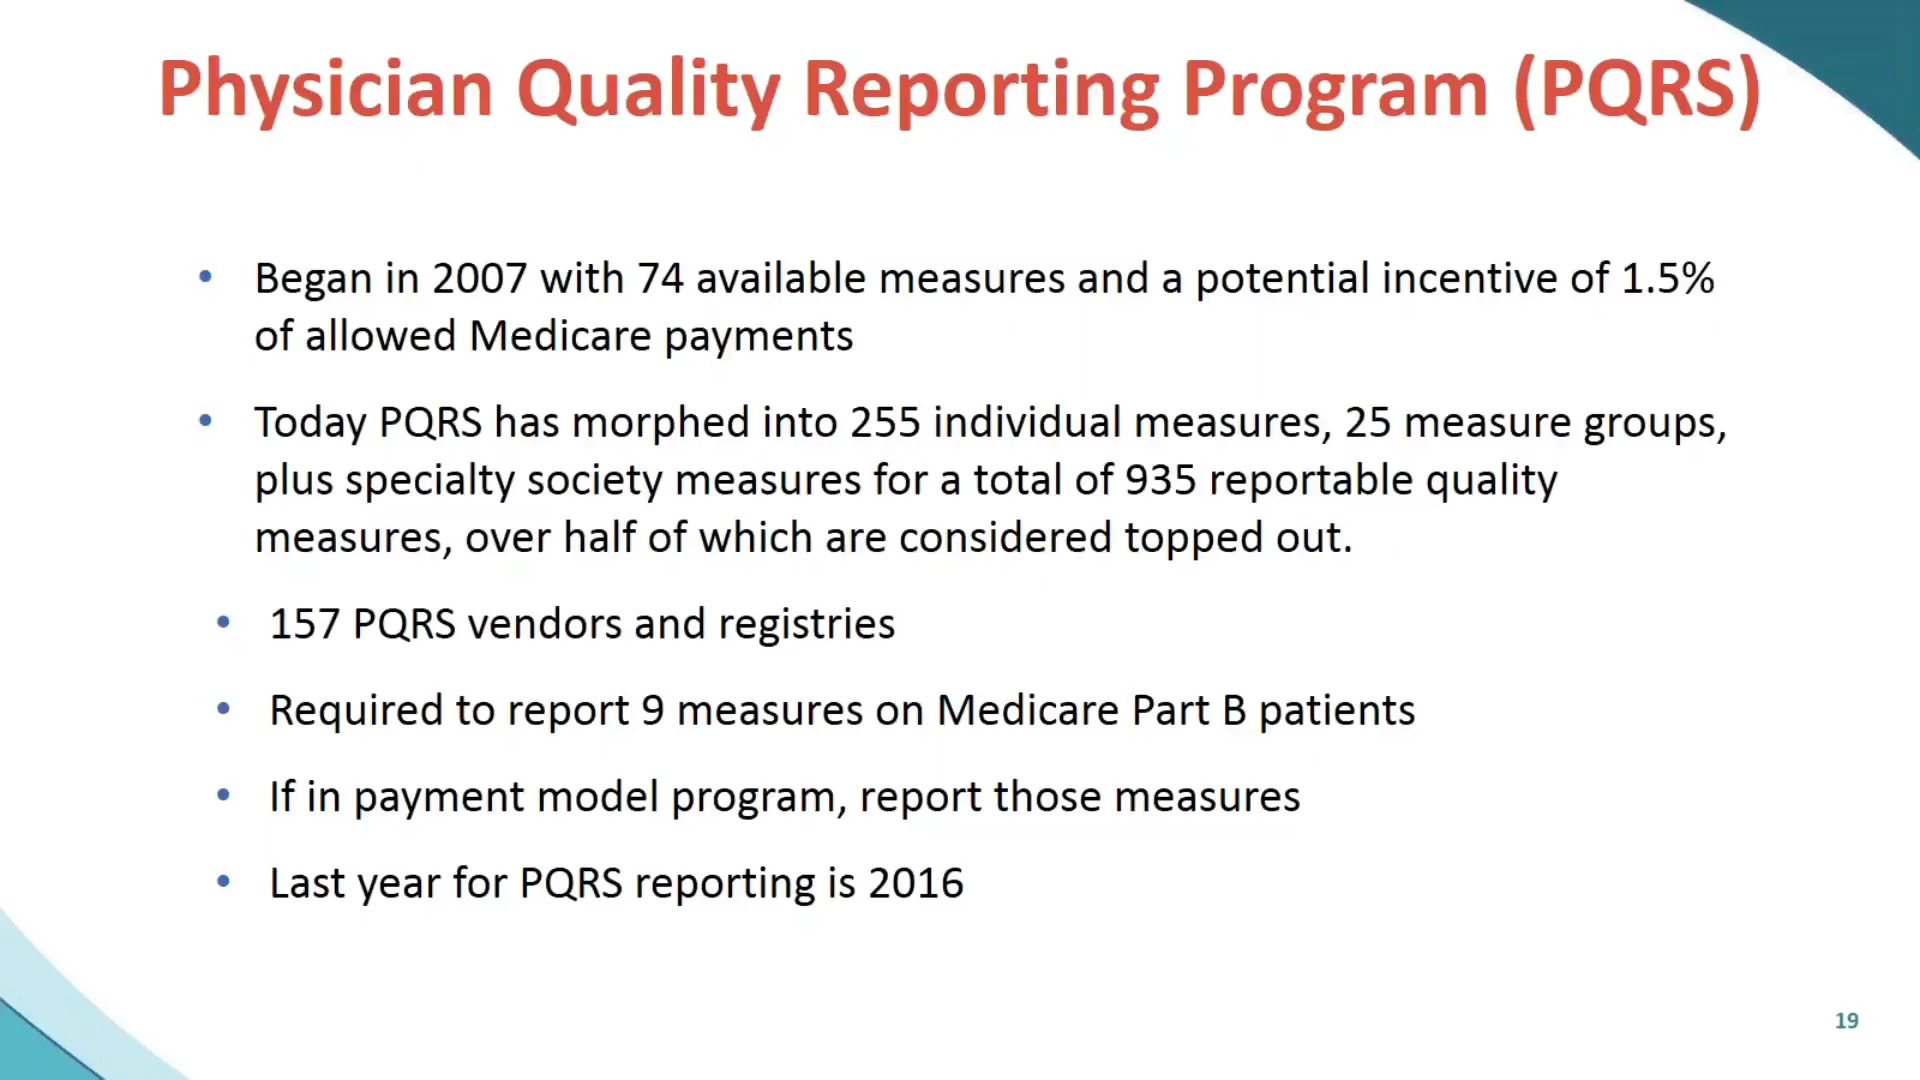 Physician Quality Reporting Program (PQRS)
• Began in 2007 with 74 available measures and a potential incentive of 1.5%
of allowed Medicare payments
• Today PQRS has morphed into 255 individual measures, 25 measure groups,
plus specialty society measures for a total of 935 reportable quality
measures, over half of which are considered topped out.
• 157 PQRS vendors and registries
• Required to report 9 measures on Medicare Part B patients
• If in payment model program, report those measures
• Last year for PQRS reporting is 2016
19